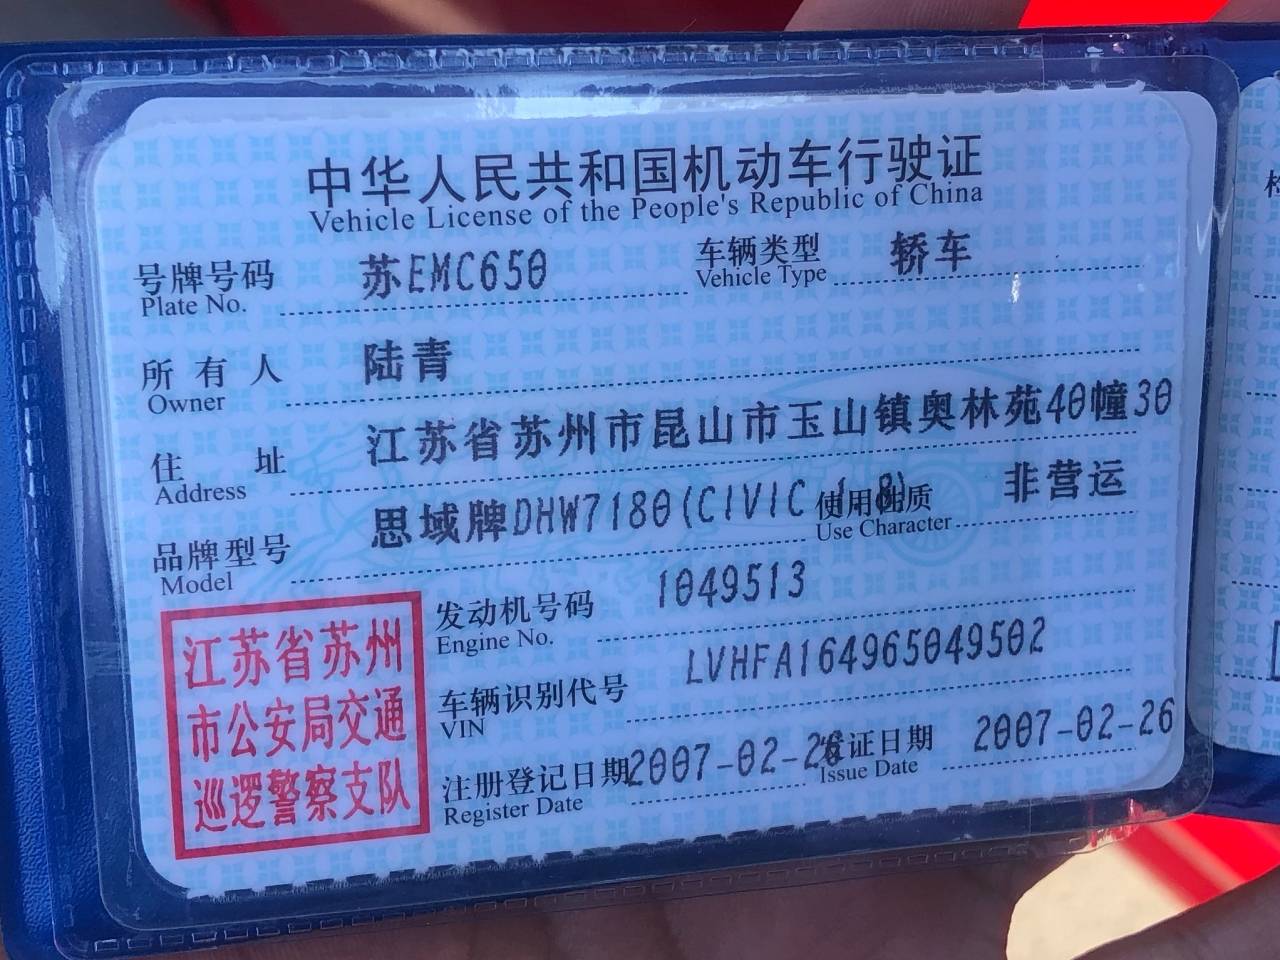 中华人民共和国机动车行驶证
Vehicle License of the People's Republic of China
号牌号码 苏EMC650 车辆类型 轿车
Plate No. Vehicle Type
所有人 陆青
Owner
住址 江苏省苏州市昆山市玉山镇奥林苑40幢30
Address
品牌型号 思域牌DHW7180(CIVIC 1.8) 使用性质 非营运
Model Use Character
发动机号码 1049513
Engine No.
车辆识别代号 LVHFA164965049502
VIN
注册登记日期 2007-02-26 发证日期 2007-02-26
Register Date Issue Date
江苏省苏州
市公安局交通
巡逻警察支队